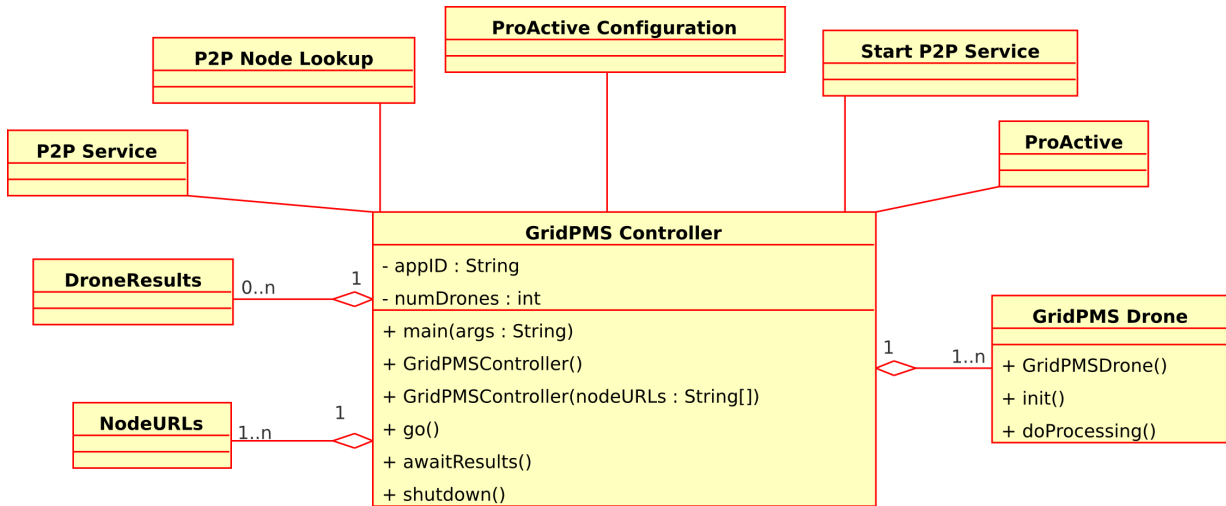 ProActive Configuration
P2P Node Lookup
Start P2P Service
P2P Service
ProActive
GridPMS Controller
- appID : String
- numDrones : int
+ main(args : String)
+ GridPMSController()
+ GridPMSController(nodeURLs : String[])
+ go()
+ awaitResults()
+ shutdown()
DroneResults
0..n
1
NodeURLs
1..n
1
1
1..n
GridPMS Drone
+ GridPMSDrone()
+ init()
+ doProcessing()